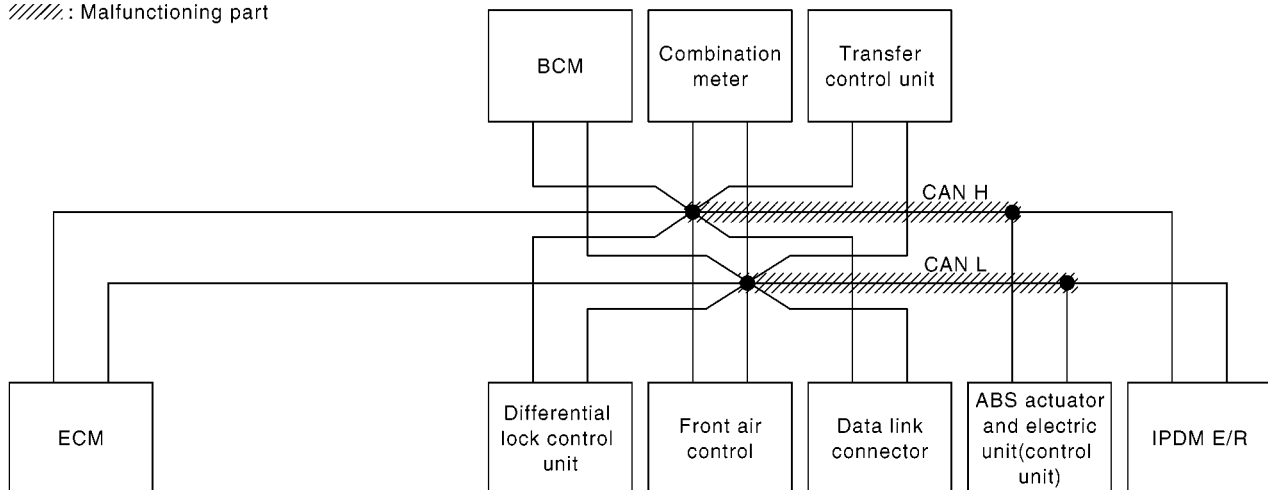 : Malfunctioning part
BCM
Combination
meter
Transfer
control unit
CAN H
CAN L
ECM
Differential
lock control
unit
Front air
control
Data link
connector
ABS actuator
and electric
unit(control
unit)
IPDM E/R